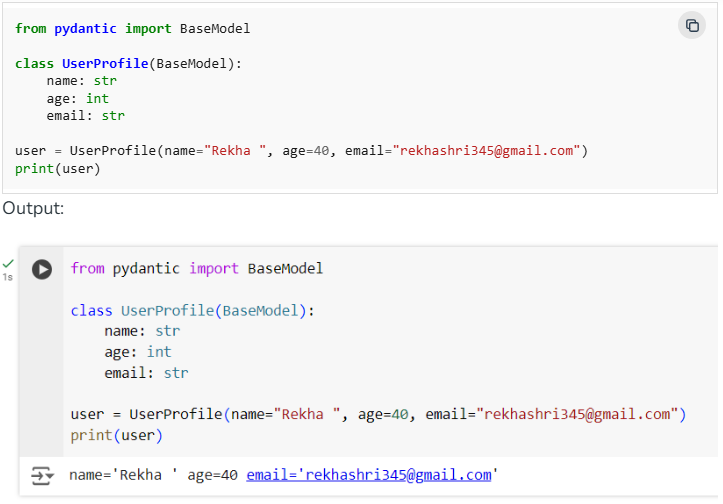 from pydantic import BaseModel
class UserProfile(BaseModel):
    name: str
    age: int
    email: str
user = UserProfile(name="Rekha ", age=40, email="rekhashri345@gmail.com")
print(user)
Output:
1s
from pydantic import BaseModel
class UserProfile(BaseModel):
    name: str
    age: int
    email: str
user = UserProfile(name="Rekha ", age=40, email="rekhashri345@gmail.com")
print(user)
name='Rekha ' age=40 email='rekhashri345@gmail.com'